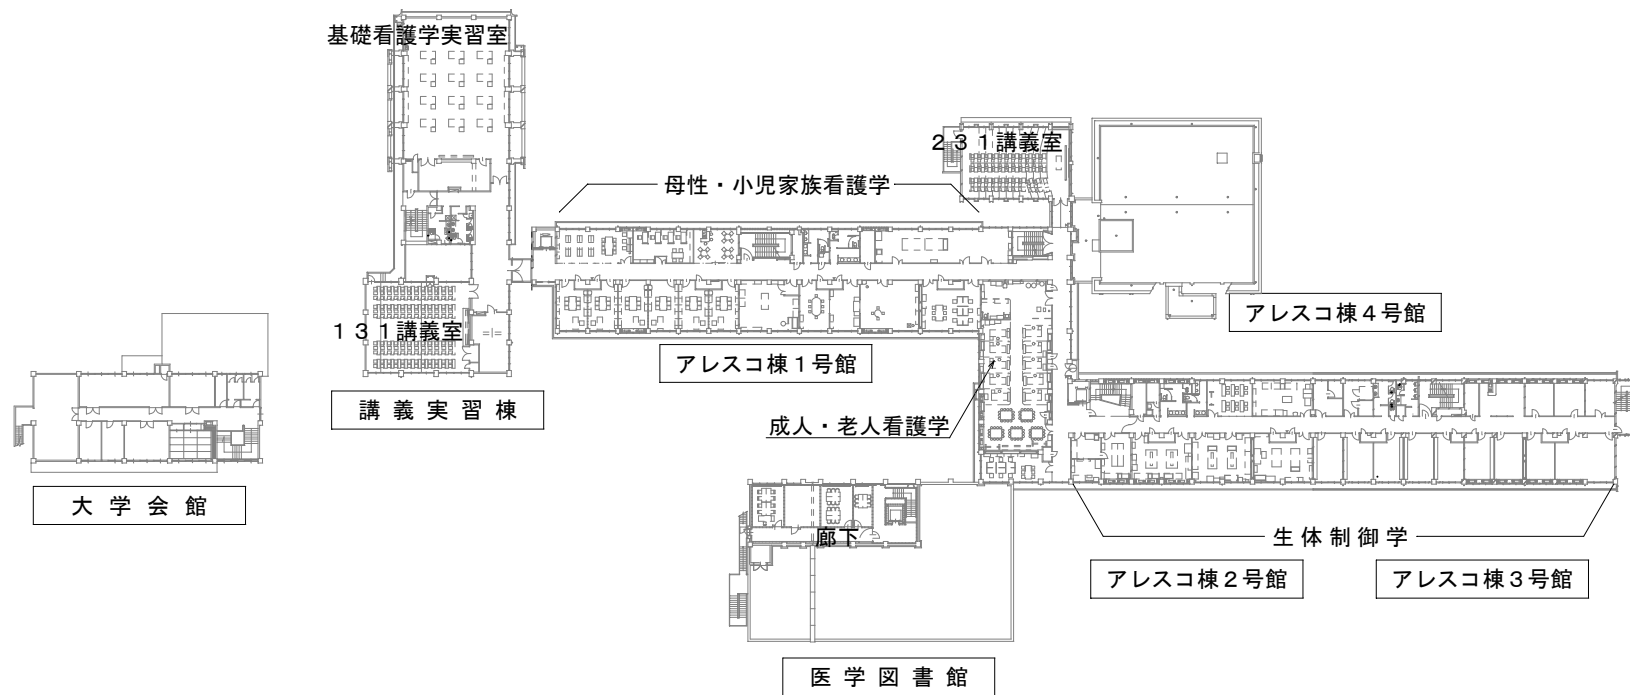 基礎看護学実習室
２３１講義室
母性・小児家族看護学
アレスコ棟４号館
１３１講義室
アレスコ棟１号館
講義実習棟
成人・老人看護学
大学会館
廊下
生体制御学
アレスコ棟２号館
アレスコ棟３号館
医学図書館